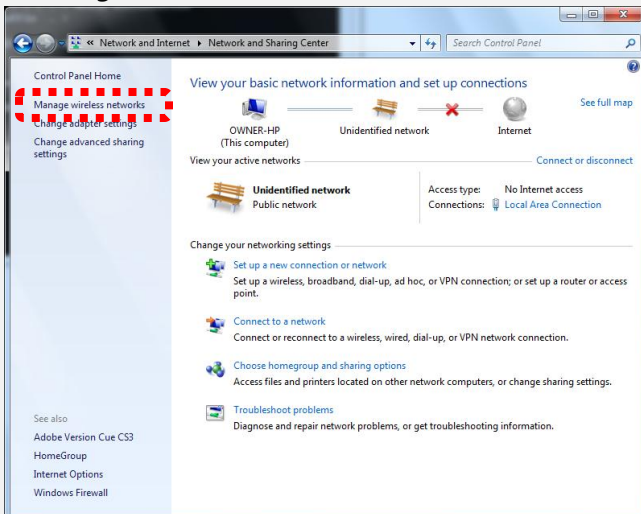 « Network and Internet ▸ Network and Sharing Center
Search Control Panel
Control Panel Home
Manage wireless networks
Change adapter settings
Change advanced sharing
settings
See also
Adobe Version Cue CS3
HomeGroup
Internet Options
Windows Firewall
View your basic network information and set up connections
See full map
OWNER-HP
(This computer)
Unidentified network
Internet
View your active networks
Connect or disconnect
Unidentified network
Public network
Access type: No Internet access
Connections: Local Area Connection
Change your networking settings
Set up a new connection or network
Set up a wireless, broadband, dial-up, ad hoc, or VPN connection; or set up a router or access
point.
Connect to a network
Connect or reconnect to a wireless, wired, dial-up, or VPN network connection.
Choose homegroup and sharing options
Access files and printers located on other network computers, or change sharing settings.
Troubleshoot problems
Diagnose and repair network problems, or get troubleshooting information.